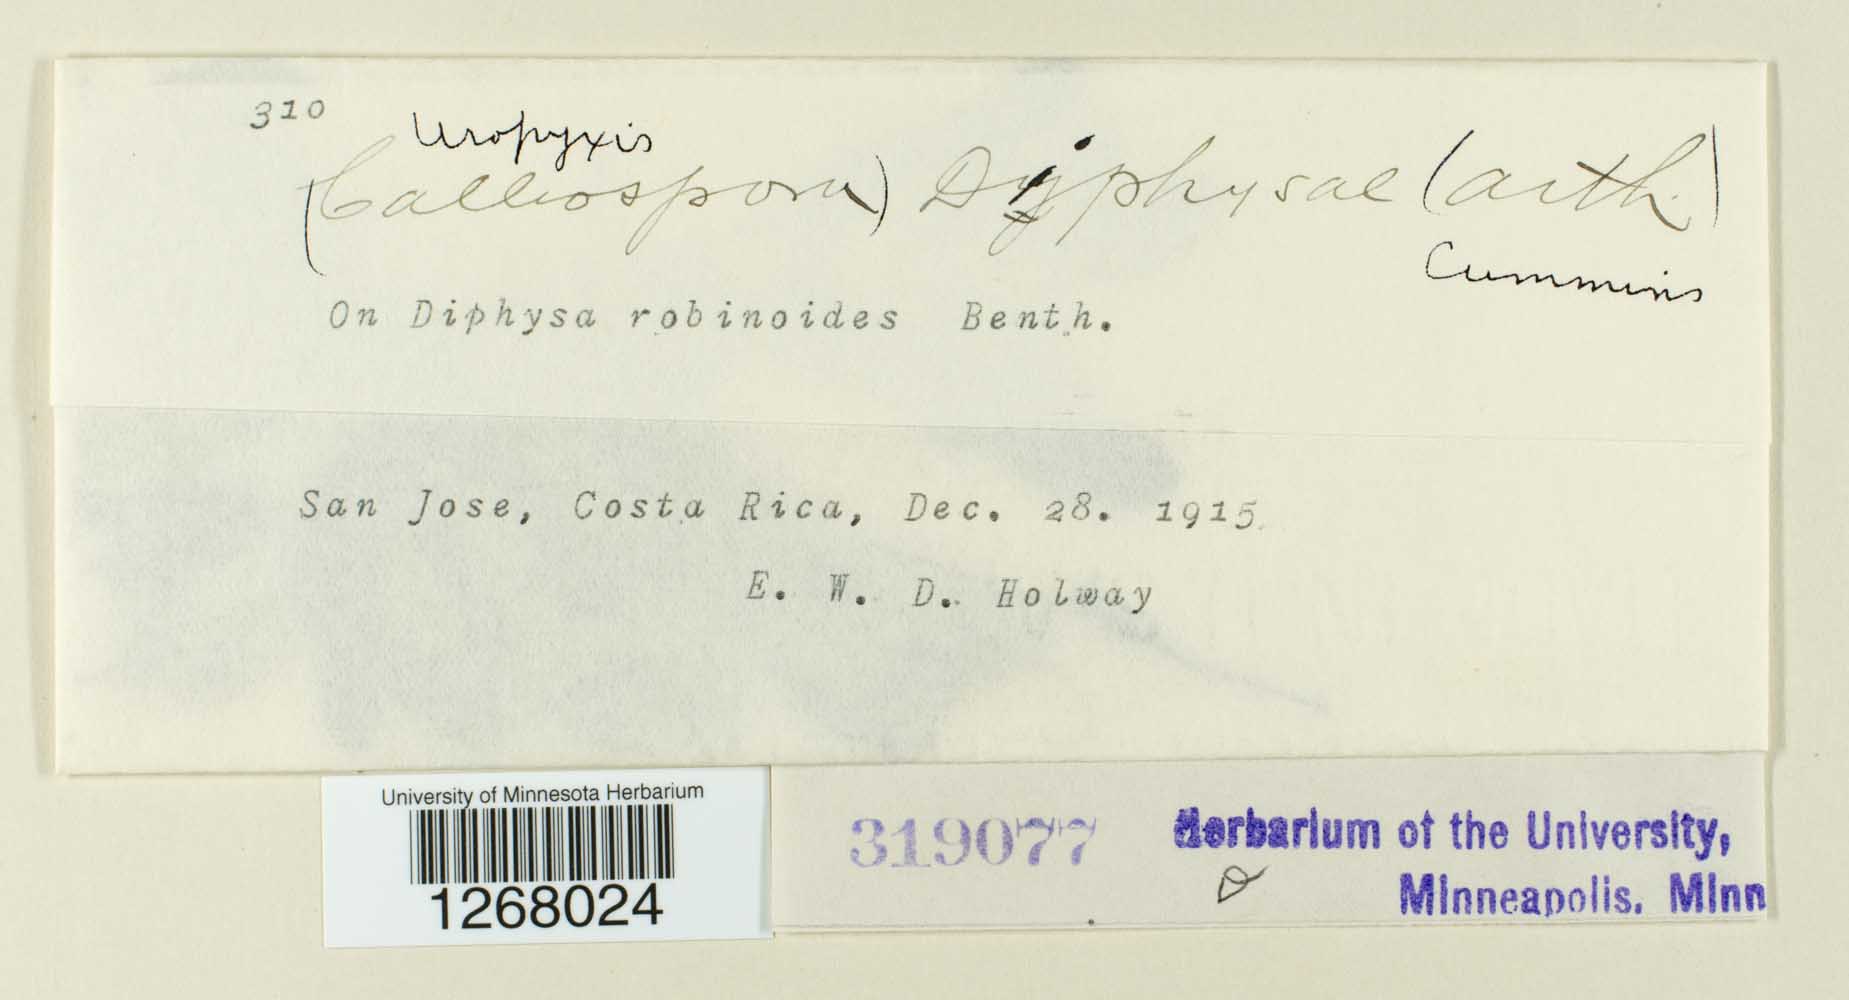 310
Uropyxis
(Calliospora) Diphysae (Arth.)
Cummins
On Diphysa robinoides Benth.
San Jose, Costa Rica, Dec. 28. 1915
E. W. D. Holway
University of Minnesota Herbarium
1268024
319077
Herbarium of the University,
Minneapolis. Minn